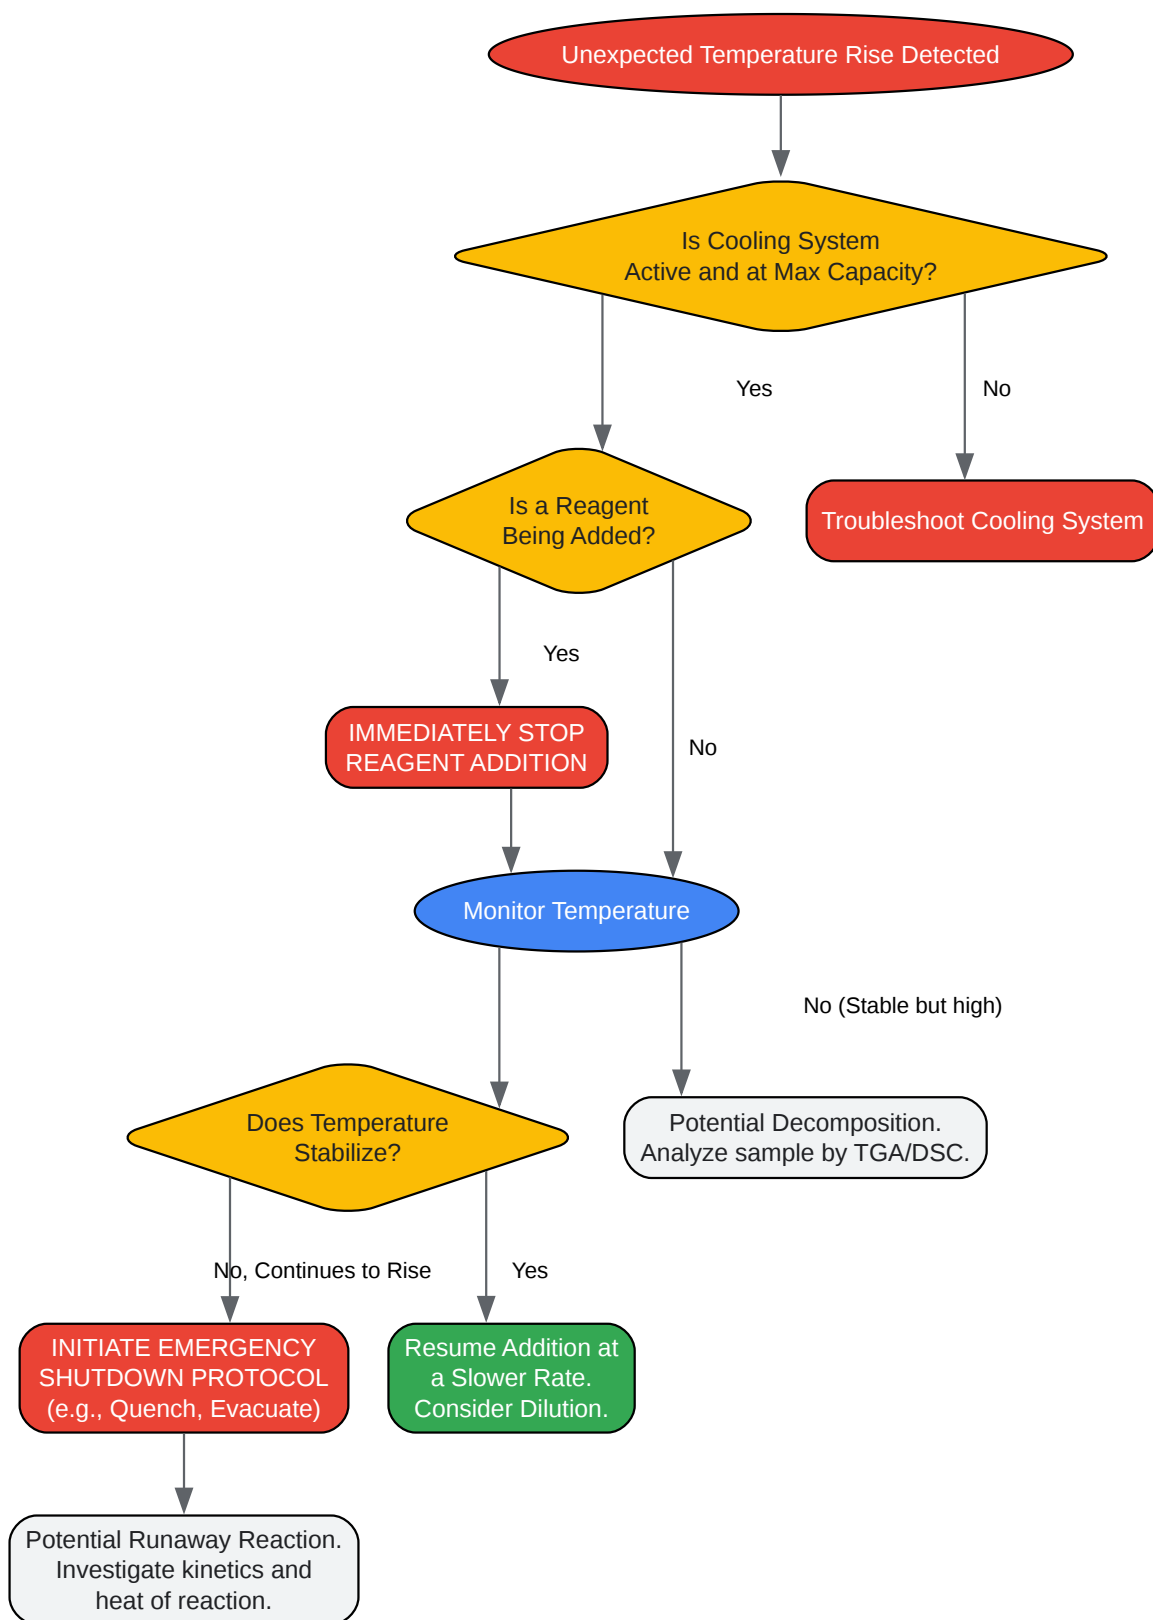 Unexpected Temperature Rise Detected
Is Cooling System
Active and at Max Capacity?
Yes
No
Is a Reagent
Being Added?
Troubleshoot Cooling System
Yes
IMMEDIATELY STOP
REAGENT ADDITION
No
Monitor Temperature
No (Stable but high)
Does Temperature
Stabilize?
Potential Decomposition.
Analyze sample by TGA/DSC.
No, Continues to Rise
Yes
INITIATE EMERGENCY
SHUTDOWN PROTOCOL
(e.g., Quench, Evacuate)
Resume Addition at
a Slower Rate.
Consider Dilution.
Potential Runaway Reaction.
Investigate kinetics and
heat of reaction.